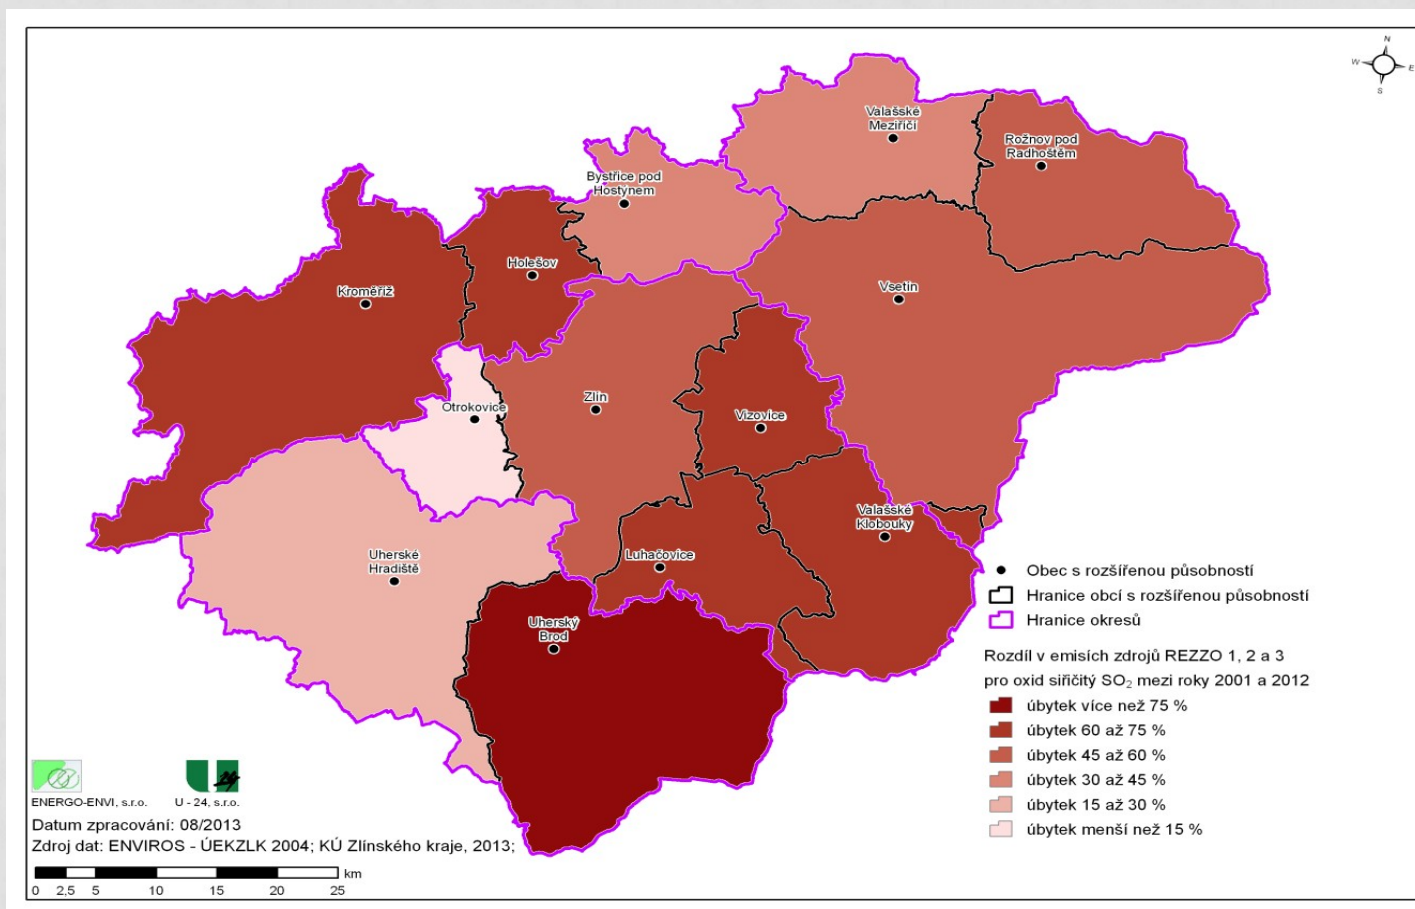 N
W
E
S
Valašské
Meziříčí
Rožnov pod
Radhoštěm
Bystřice pod
Hostýnem
Holešov
Kroměříž
Vsetín
Otrokovice
Zlín
Vizovice
Valašské
Klobouky
Uherské
Hradiště
Luhačovice
Uherský
Brod
Obec s rozšířenou působností
Hranice obcí s rozšířenou působností
Hranice okresů
Rozdíl v emisích zdrojů REZZO 1, 2 a 3
pro oxid siřičitý SO₂ mezi roky 2001 a 2012
úbytek více než 75 %
úbytek 60 až 75 %
úbytek 45 až 60 %
úbytek 30 až 45 %
úbytek 15 až 30 %
úbytek menší než 15 %
ENERGO-ENVI, s.r.o.
U - 24, s.r.o.
Datum zpracování: 08/2013
Zdroj dat: ENVIROS - ÚEKZLK 2004; KÚ Zlínského kraje, 2013;
km
0 2,5 5 10 15 20 25